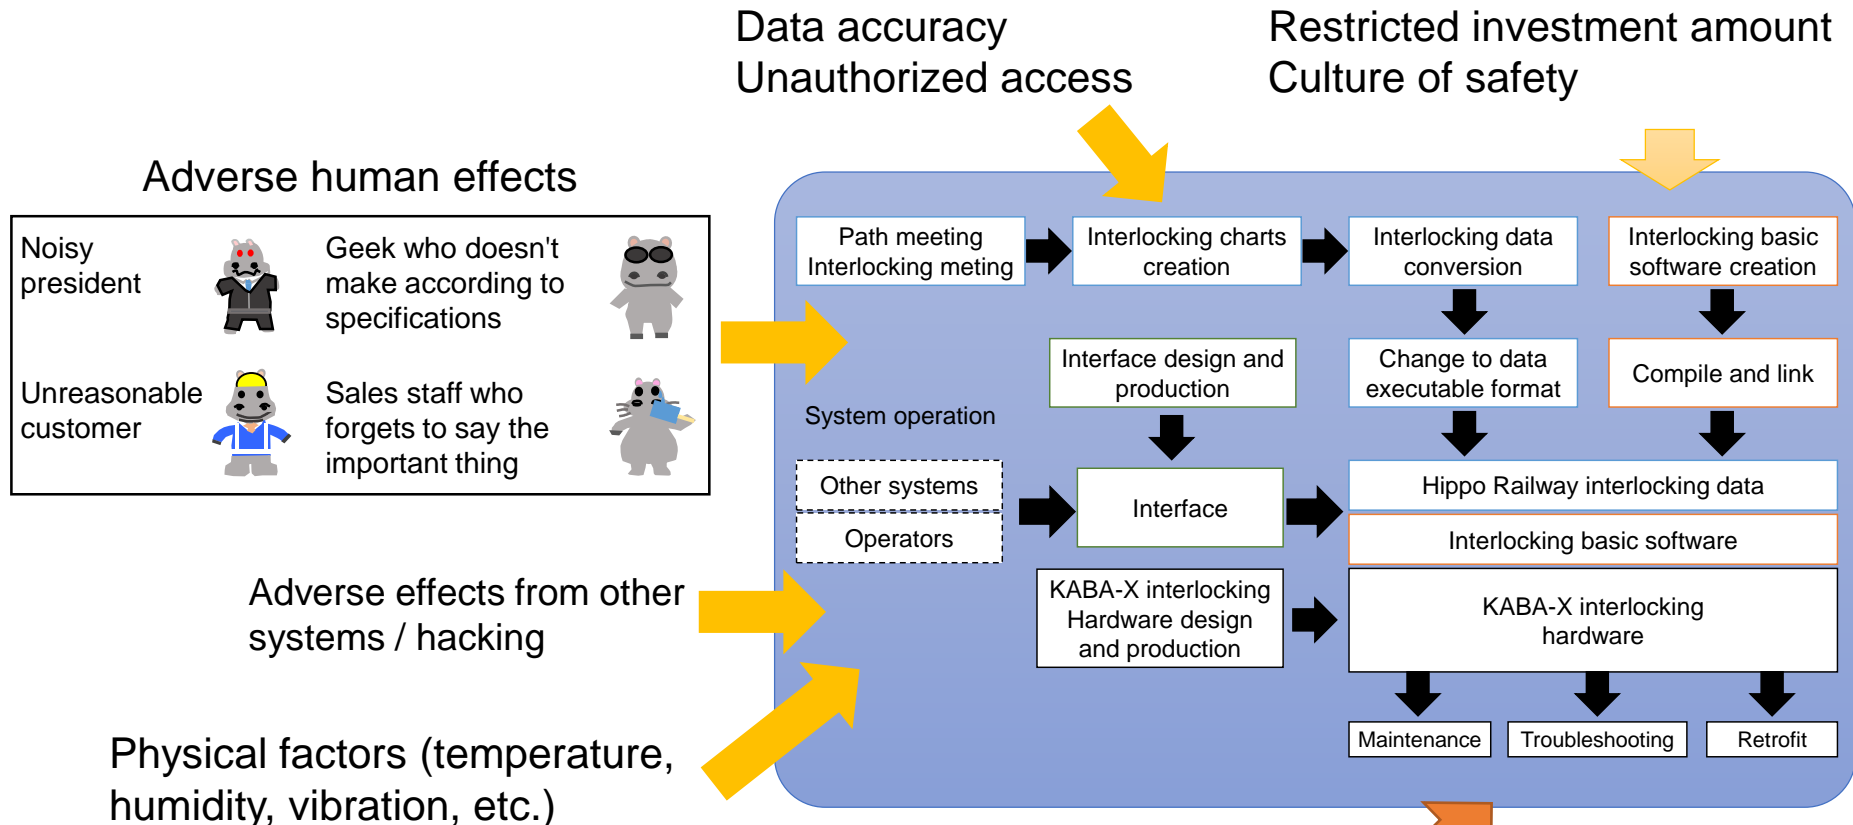 Data accuracy
Unauthorized access
Restricted investment amount
Culture of safety
Adverse human effects
Noisy
president
Geek who doesn't
make according to
specifications
Unreasonable
customer
Sales staff who
forgets to say the
important thing
Adverse effects from other
systems / hacking
Physical factors (temperature,
humidity, vibration, etc.)
Path meeting
Interlocking meting
Interlocking charts
creation
Interlocking data
conversion
Interlocking basic
software creation
Interface design and
production
Change to data
executable format
Compile and link
System operation
Other systems
Operators
Interface
Hippo Railway interlocking data
Interlocking basic software
KABA-X interlocking
Hardware design
and production
KABA-X interlocking
hardware
Maintenance
Troubleshooting
Retrofit